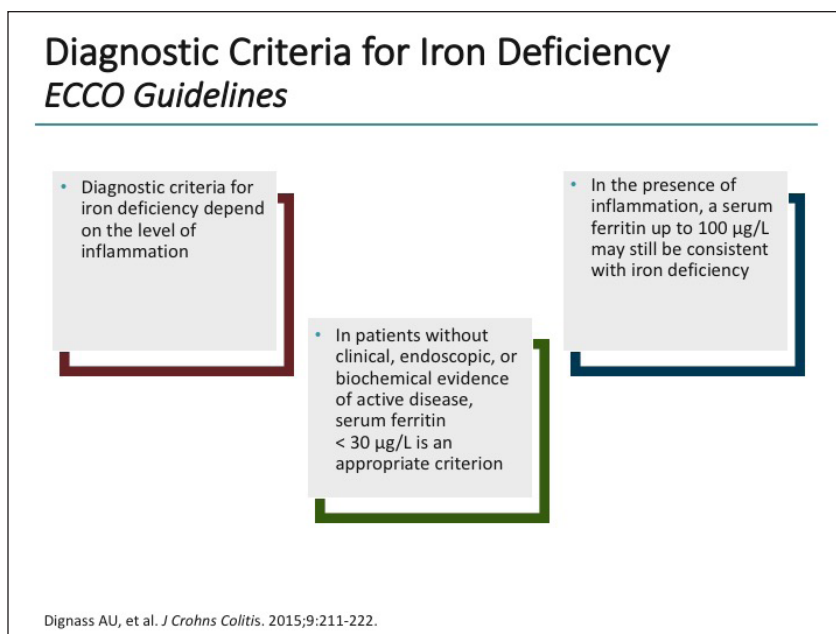 Diagnostic Criteria for Iron Deficiency
ECCO Guidelines
• Diagnostic criteria for
iron deficiency depend
on the level of
inflammation
• In patients without
clinical, endoscopic, or
biochemical evidence
of active disease,
serum ferritin
< 30 µg/L is an
appropriate criterion
• In the presence of
inflammation, a serum
ferritin up to 100 µg/L
may still be consistent
with iron deficiency
Dignass AU, et al. J Crohns Colitis. 2015;9:211-222.